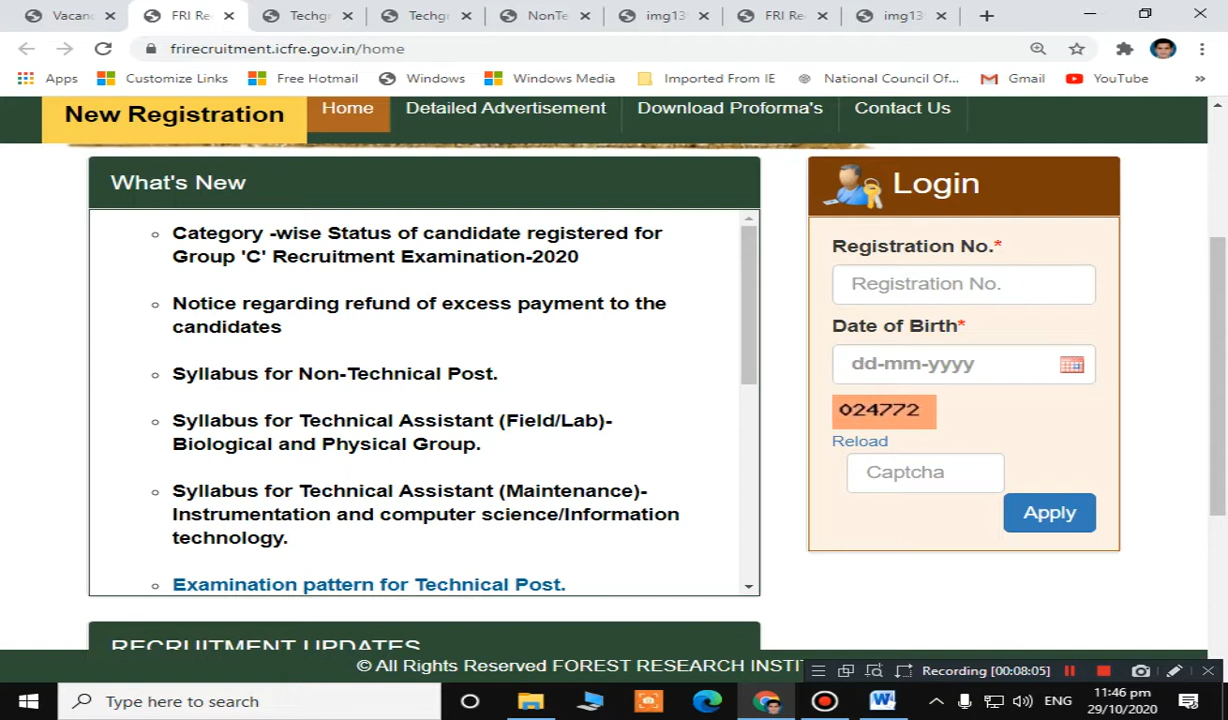 Vacanc
FRI Re
Techgr
Techgr
NonTe
img13
FRI Re
img13
frirecruitment.icfre.gov.in/home
Apps
Customize Links
Free Hotmail
Windows
Windows Media
Imported From IE
National Council Of...
Gmail
YouTube
»
New Registration
Home
Detailed Advertisement
Download Proforma's
Contact Us
What's New
Category -wise Status of candidate registered for
Group 'C' Recruitment Examination-2020
Notice regarding refund of excess payment to the
candidates
Syllabus for Non-Technical Post.
Syllabus for Technical Assistant (Field/Lab)-
Biological and Physical Group.
Syllabus for Technical Assistant (Maintenance)-
Instrumentation and computer science/Information
technology.
Examination pattern for Technical Post.
Login
Registration No.*
Registration No.
Date of Birth*
dd-mm-yyyy
024772
Reload
Captcha
Apply
RECRUITMENT UPDATES
© All Rights Reserved FOREST RESEARCH INSTI
Recording [00:08:05]
Type here to search
ENG
11:46 pm
29/10/2020